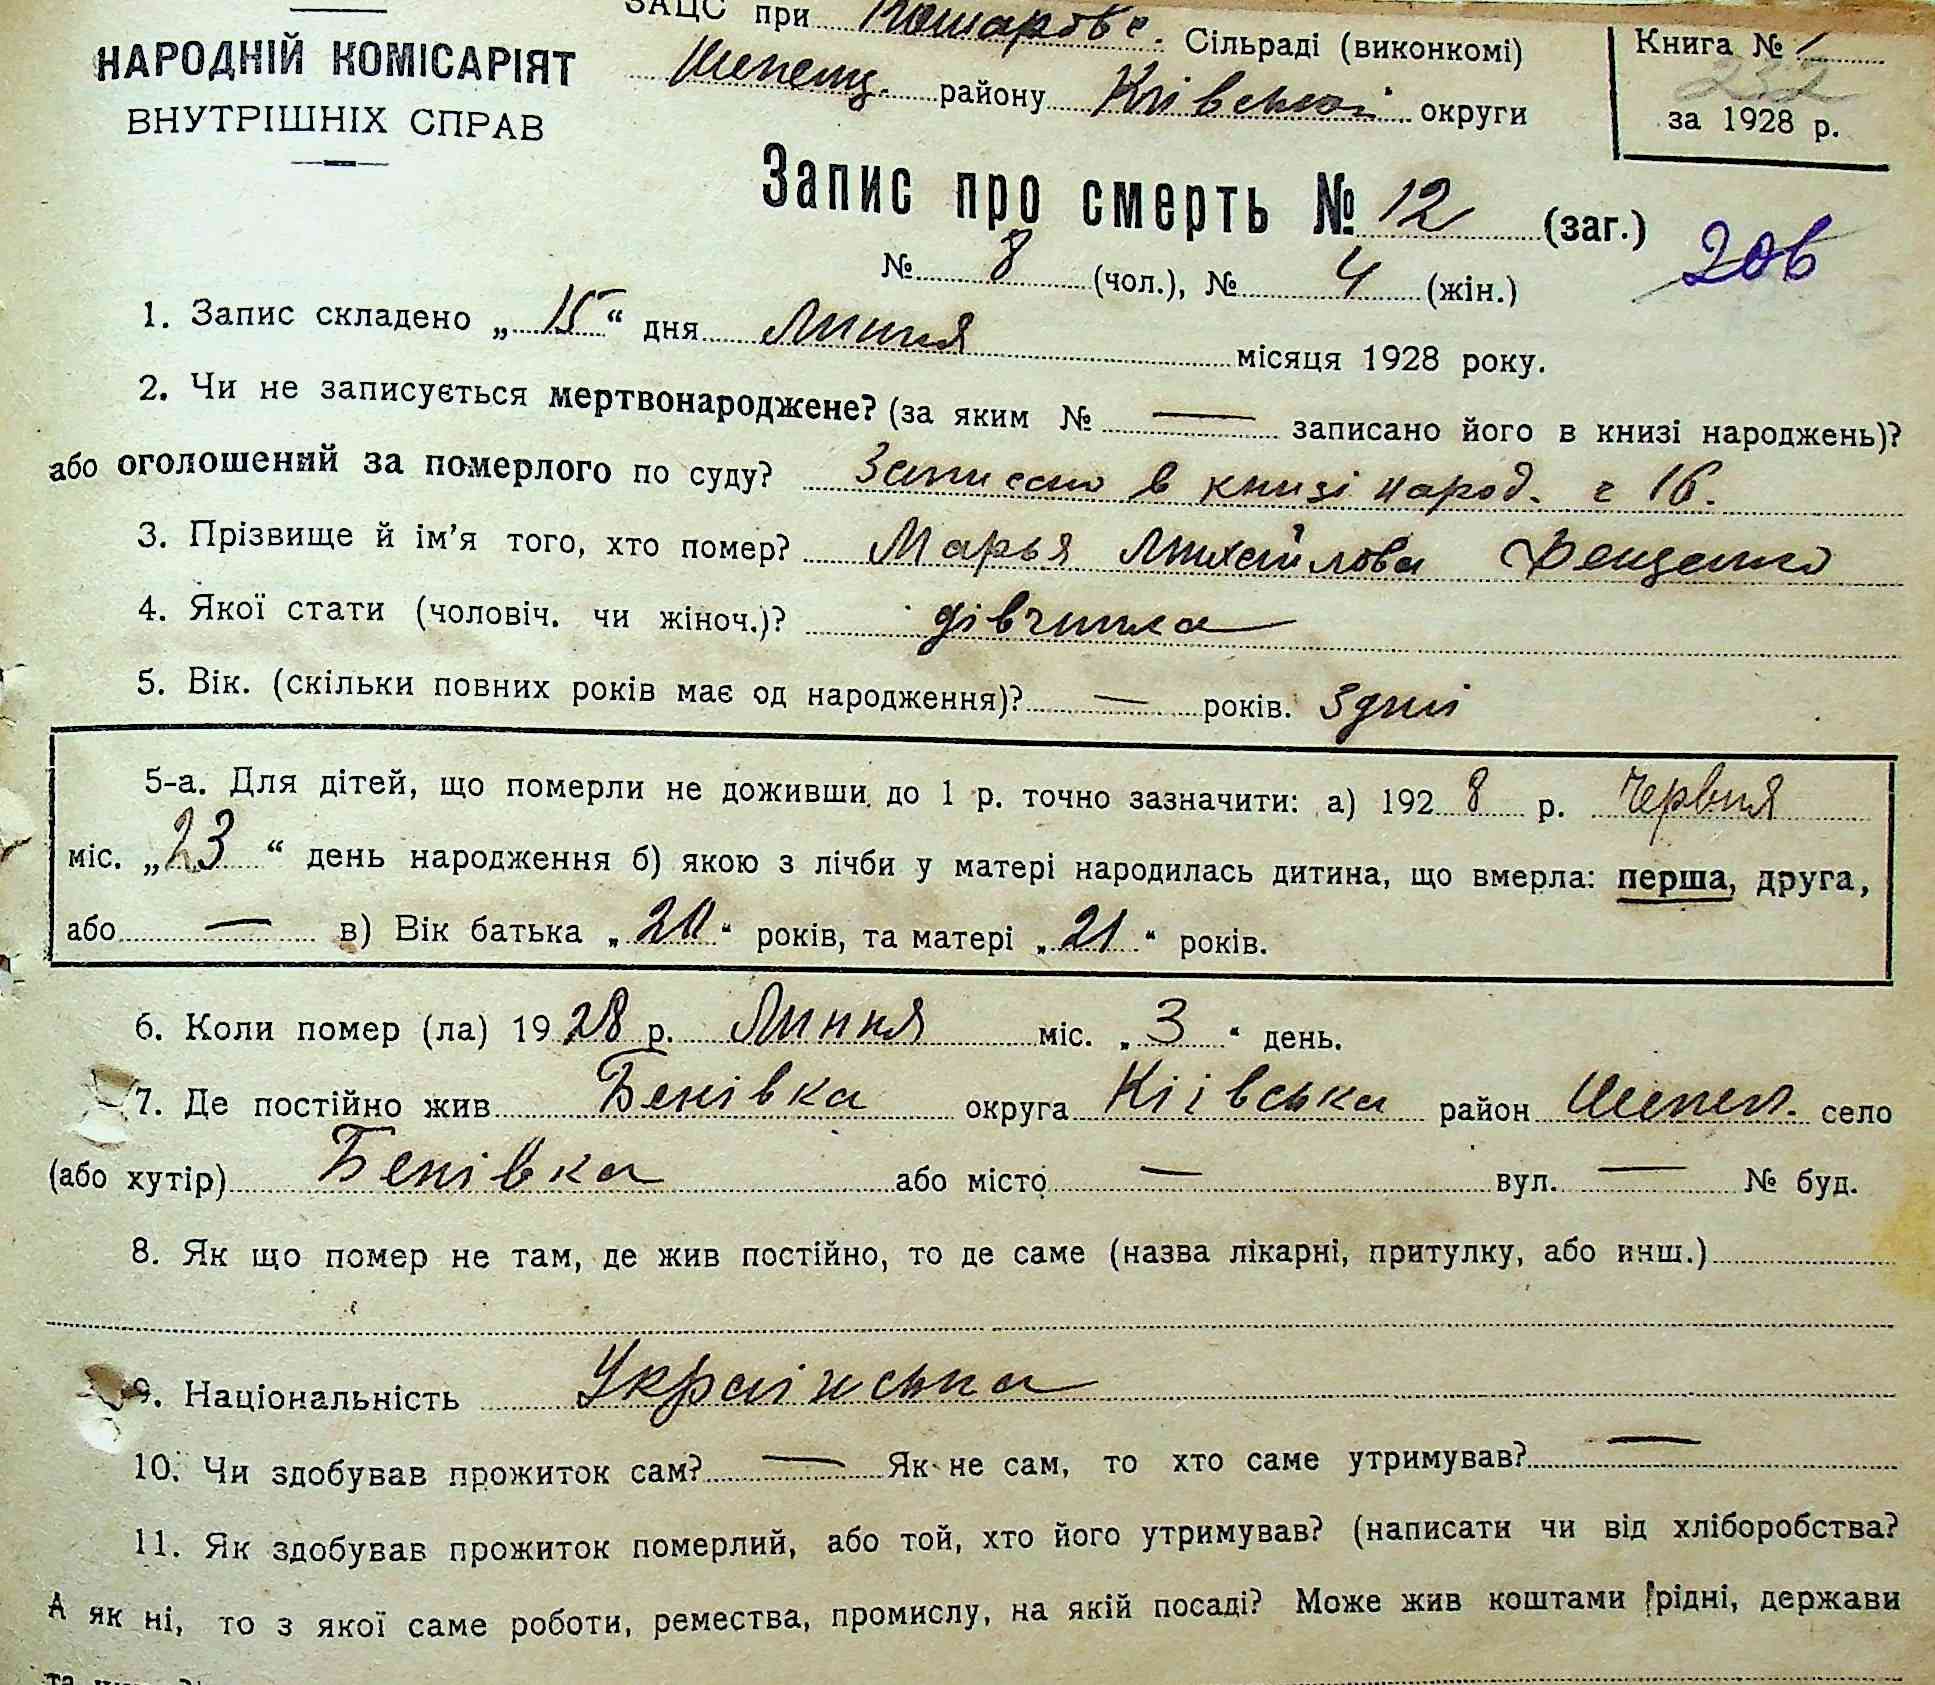 НАРОДНІЙ КОМІСАРІЯТ
ВНУТРІШНІХ СПРАВ
ЗАЦС при Сільраді (виконкомі)
району Київської округи
Книга № 1
232
за 1928 р.
Запис про смерть № 12 (заг.)
206
№ 8 (чол.), № 4 (жін.)
1. Запис складено „ 15 “ дня Липня місяця 1928 року.
2. Чи не записується мертвонароджене? (за яким № — записано його в книзі народжень)?
або оголошений за померлого по суду? Записано в книзі народ. 16.
3. Прізвище й ім’я того, хто помер? Марья Михайлова
4. Якої стати (чоловіч. чи жіноч.)? дівчинка
5. Вік. (скільки повних років має од народження)? — років. 3 дні
5-а. Для дітей, що померли не доживши до 1 р. точно зазначити: а) 192 8 р. Червня
міс. „ 23 “ день народження б) якою з лічби у матері народилась дитина, що вмерла: перша, друга,
або — в) Вік батька „ 20 “ років, та матері „ 21 “ років.
6. Коли помер (ла) 19 28 р. Липня міс. „ 3 “ день.
7. Де постійно жив Бенівка округа Кіівська район село
(або хутір) Бенівка або місто — вул. — № буд.
8. Як що помер не там, де жив постійно, то де саме (назва лікарні, притулку, або инш.)
9. Національність Українська
10. Чи здобував прожиток сам? — Як не сам, то хто саме утримував? —
11. Як здобував прожиток померлий, або той, хто його утримував? (написати чи від хліборобства?
А як ні, то з якої саме роботи, ремества, промислу, на якій посаді? Може жив коштами рідні, держави